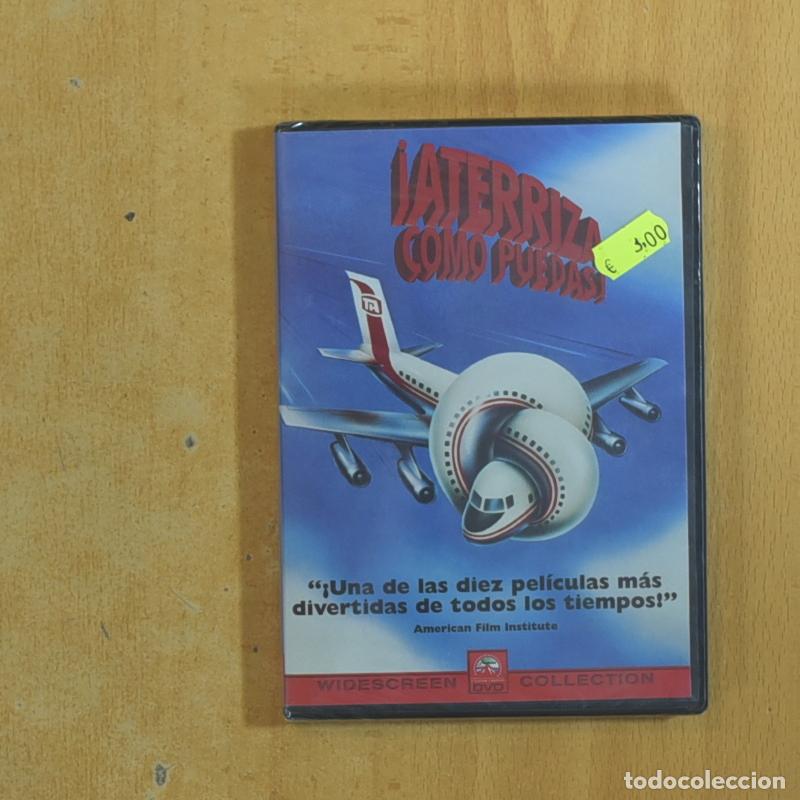 ¡ATERRIZA
COMO PUEDAS!
€ 3,00
TA
"¡Una de las diez películas más
divertidas de todos los tiempos!"
American Film Institute
WIDESCREEN DVD COLLECTION
todocoleccion